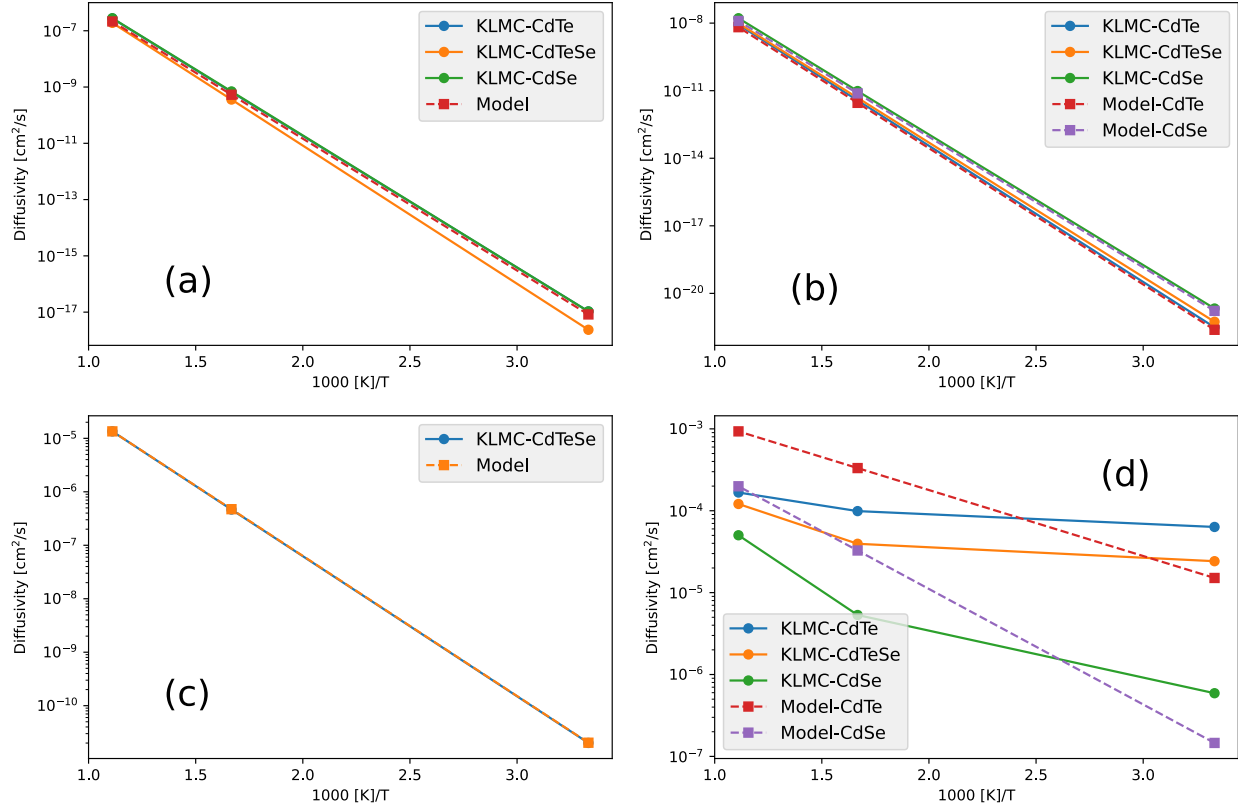 10⁻⁷
10⁻⁹
10⁻¹¹
10⁻¹³
10⁻¹⁵
10⁻¹⁷
Diffusivity [cm²/s]
KLMC-CdTe
KLMC-CdTeSe
KLMC-CdSe
Model
(a)
1.0 1.5 2.0 2.5 3.0
1000 [K]/T
10⁻⁸
10⁻¹¹
10⁻¹⁴
10⁻¹⁷
10⁻²⁰
Diffusivity [cm²/s]
KLMC-CdTe
KLMC-CdTeSe
KLMC-CdSe
Model-CdTe
Model-CdSe
(b)
1.0 1.5 2.0 2.5 3.0
1000 [K]/T
10⁻⁵
10⁻⁶
10⁻⁷
10⁻⁸
10⁻⁹
10⁻¹⁰
Diffusivity [cm²/s]
KLMC-CdTeSe
Model
(c)
1.0 1.5 2.0 2.5 3.0
1000 [K]/T
10⁻³
10⁻⁴
10⁻⁵
10⁻⁶
10⁻⁷
Diffusivity [cm²/s]
(d)
KLMC-CdTe
KLMC-CdTeSe
KLMC-CdSe
Model-CdTe
Model-CdSe
1.0 1.5 2.0 2.5 3.0
1000 [K]/T